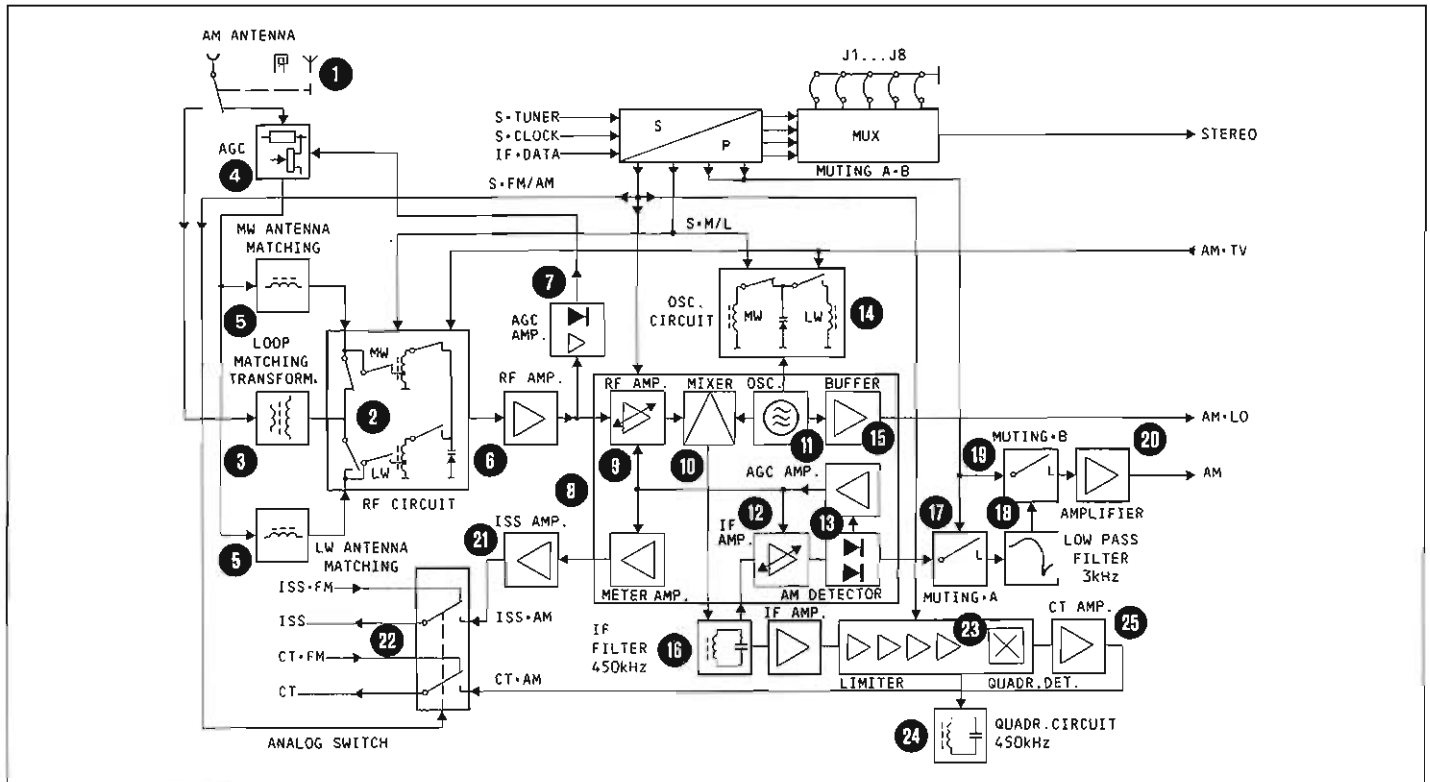 AM ANTENNA
1
J1...J8
S•TUNER
S•CLOCK
IF•DATA
S
P
MUX
STEREO
AGC
4
MUTING A•B
S•FM/AM
MW ANTENNA
MATCHING
S•M/L
AM•TV
5
7
AGC
AMP.
OSC.
CIRCUIT
MW
LW
14
LOOP
MATCHING
TRANSFORM.
3
MW
2
LW
RF CIRCUIT
6
RF AMP.
RF AMP.
MIXER
OSC.
BUFFER
9
10
11
15
AM•LO
8
AGC AMP.
MUTING•B
19
20
AM
AMPLIFIER
5
LW ANTENNA
MATCHING
21
ISS AMP.
METER AMP.
12
IF
AMP.
13
AM DETECTOR
17
L
L
MUTING•A
18
LOW PASS
FILTER
3kHz
ISS•FM
ISS
22
CT•FM
CT
ISS•AM
CT•AM
ANALOG SWITCH
IF
FILTER
450kHz
16
IF AMP.
LIMITER
23
QUADR.DET.
CT AMP.
25
24
QUADR.CIRCUIT
450kHz